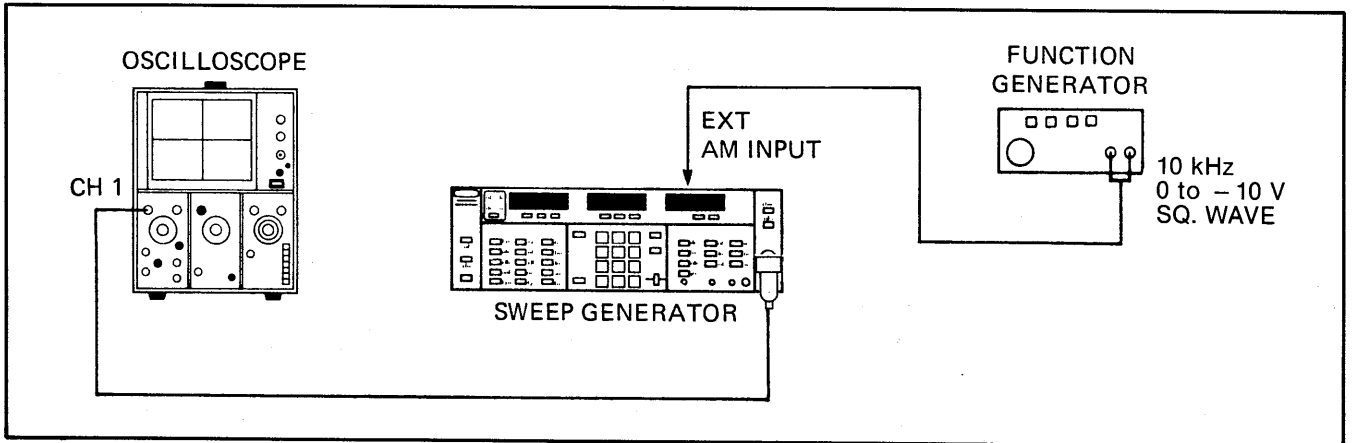 OSCILLOSCOPE
CH 1
EXT
AM INPUT
SWEEP GENERATOR
FUNCTION
GENERATOR
10 kHz
0 to – 10 V
SQ. WAVE